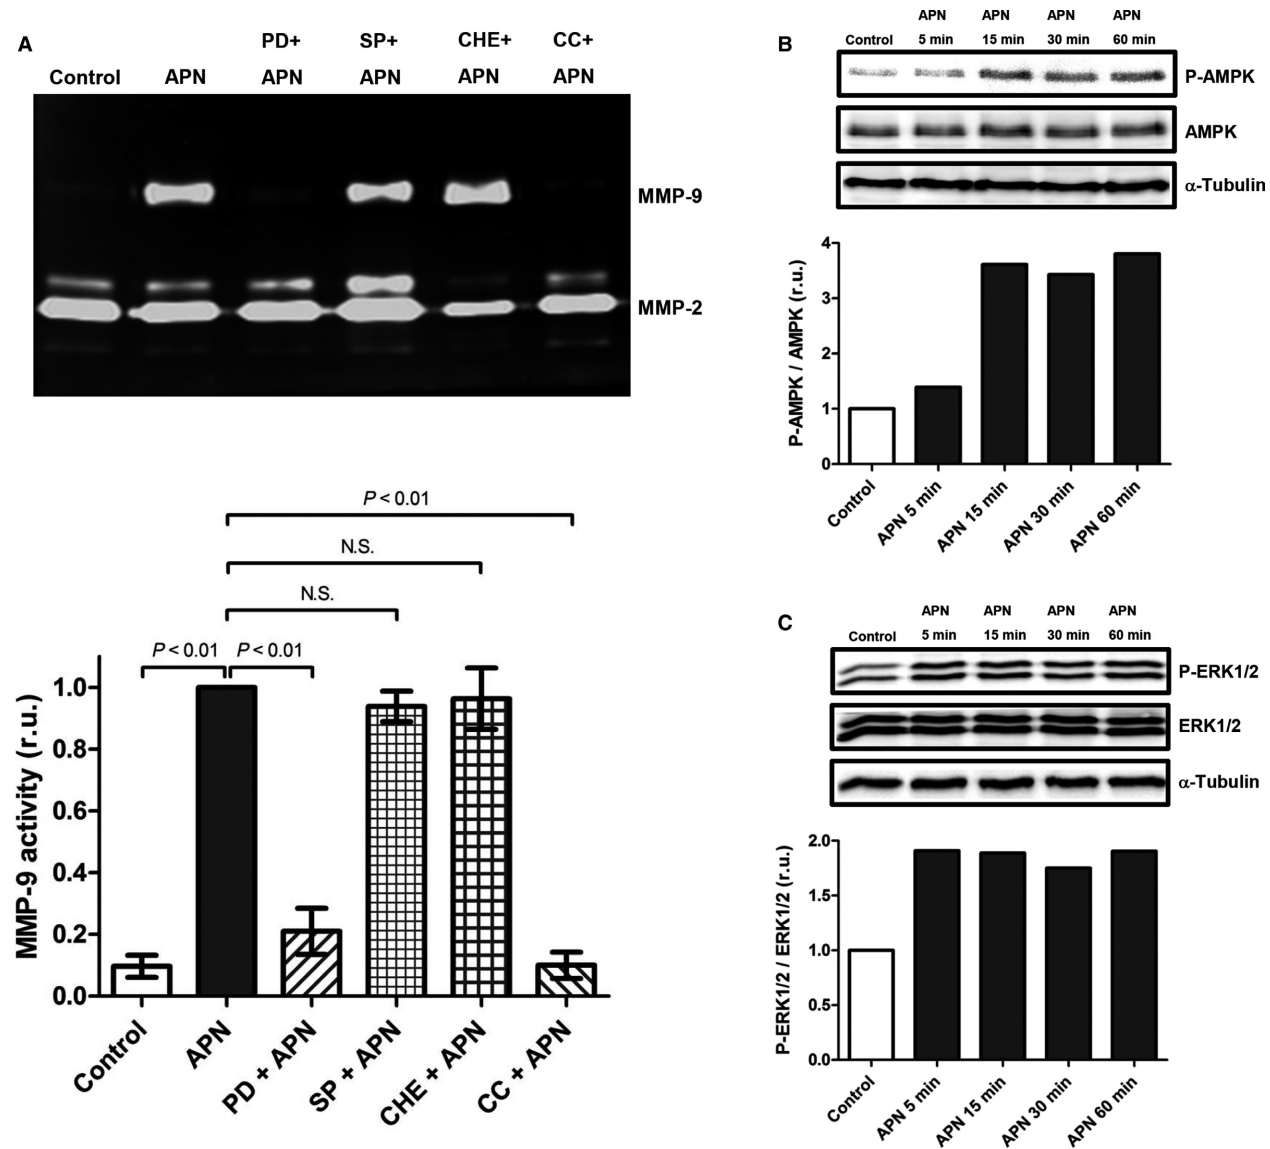 A
PD+ SP+ CHE+ CC+
Control APN APN APN APN APN
MMP-9
MMP-2
P < 0.01
N.S.
N.S.
P < 0.01 P < 0.01
MMP-9 activity (r.u.)
1.0
0.8
0.6
0.4
0.2
0.0
Control APN PD + APN SP + APN CHE + APN CC + APN
B
APN APN APN APN
Control 5 min 15 min 30 min 60 min
P-AMPK
AMPK
α-Tubulin
P-AMPK / AMPK (r.u.)
4
3
2
1
0
Control APN 5 min APN 15 min APN 30 min APN 60 min
C
APN APN APN APN
Control 5 min 15 min 30 min 60 min
P-ERK1/2
ERK1/2
α-Tubulin
P-ERK1/2 / ERK1/2 (r.u.)
2.0
1.5
1.0
0.5
0.0
Control APN 5 min APN 15 min APN 30 min APN 60 min